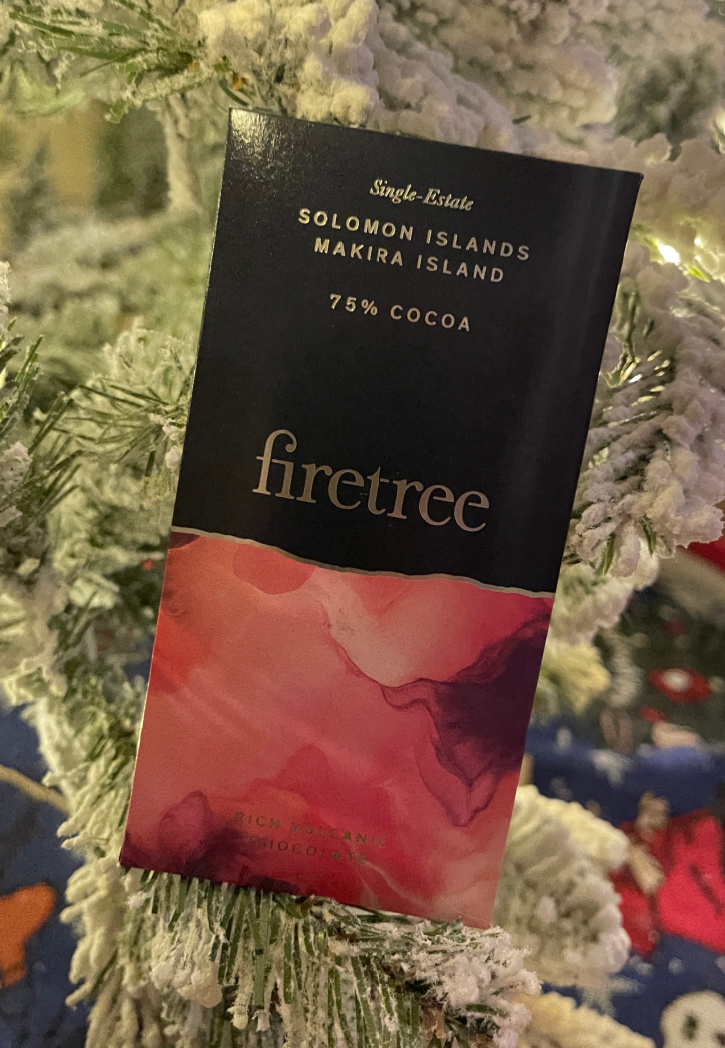 Single-Estate
SOLOMON ISLANDS
MAKIRA ISLAND
75% COCOA
firetree
RICH VOLCANIC
CHOCOLATE